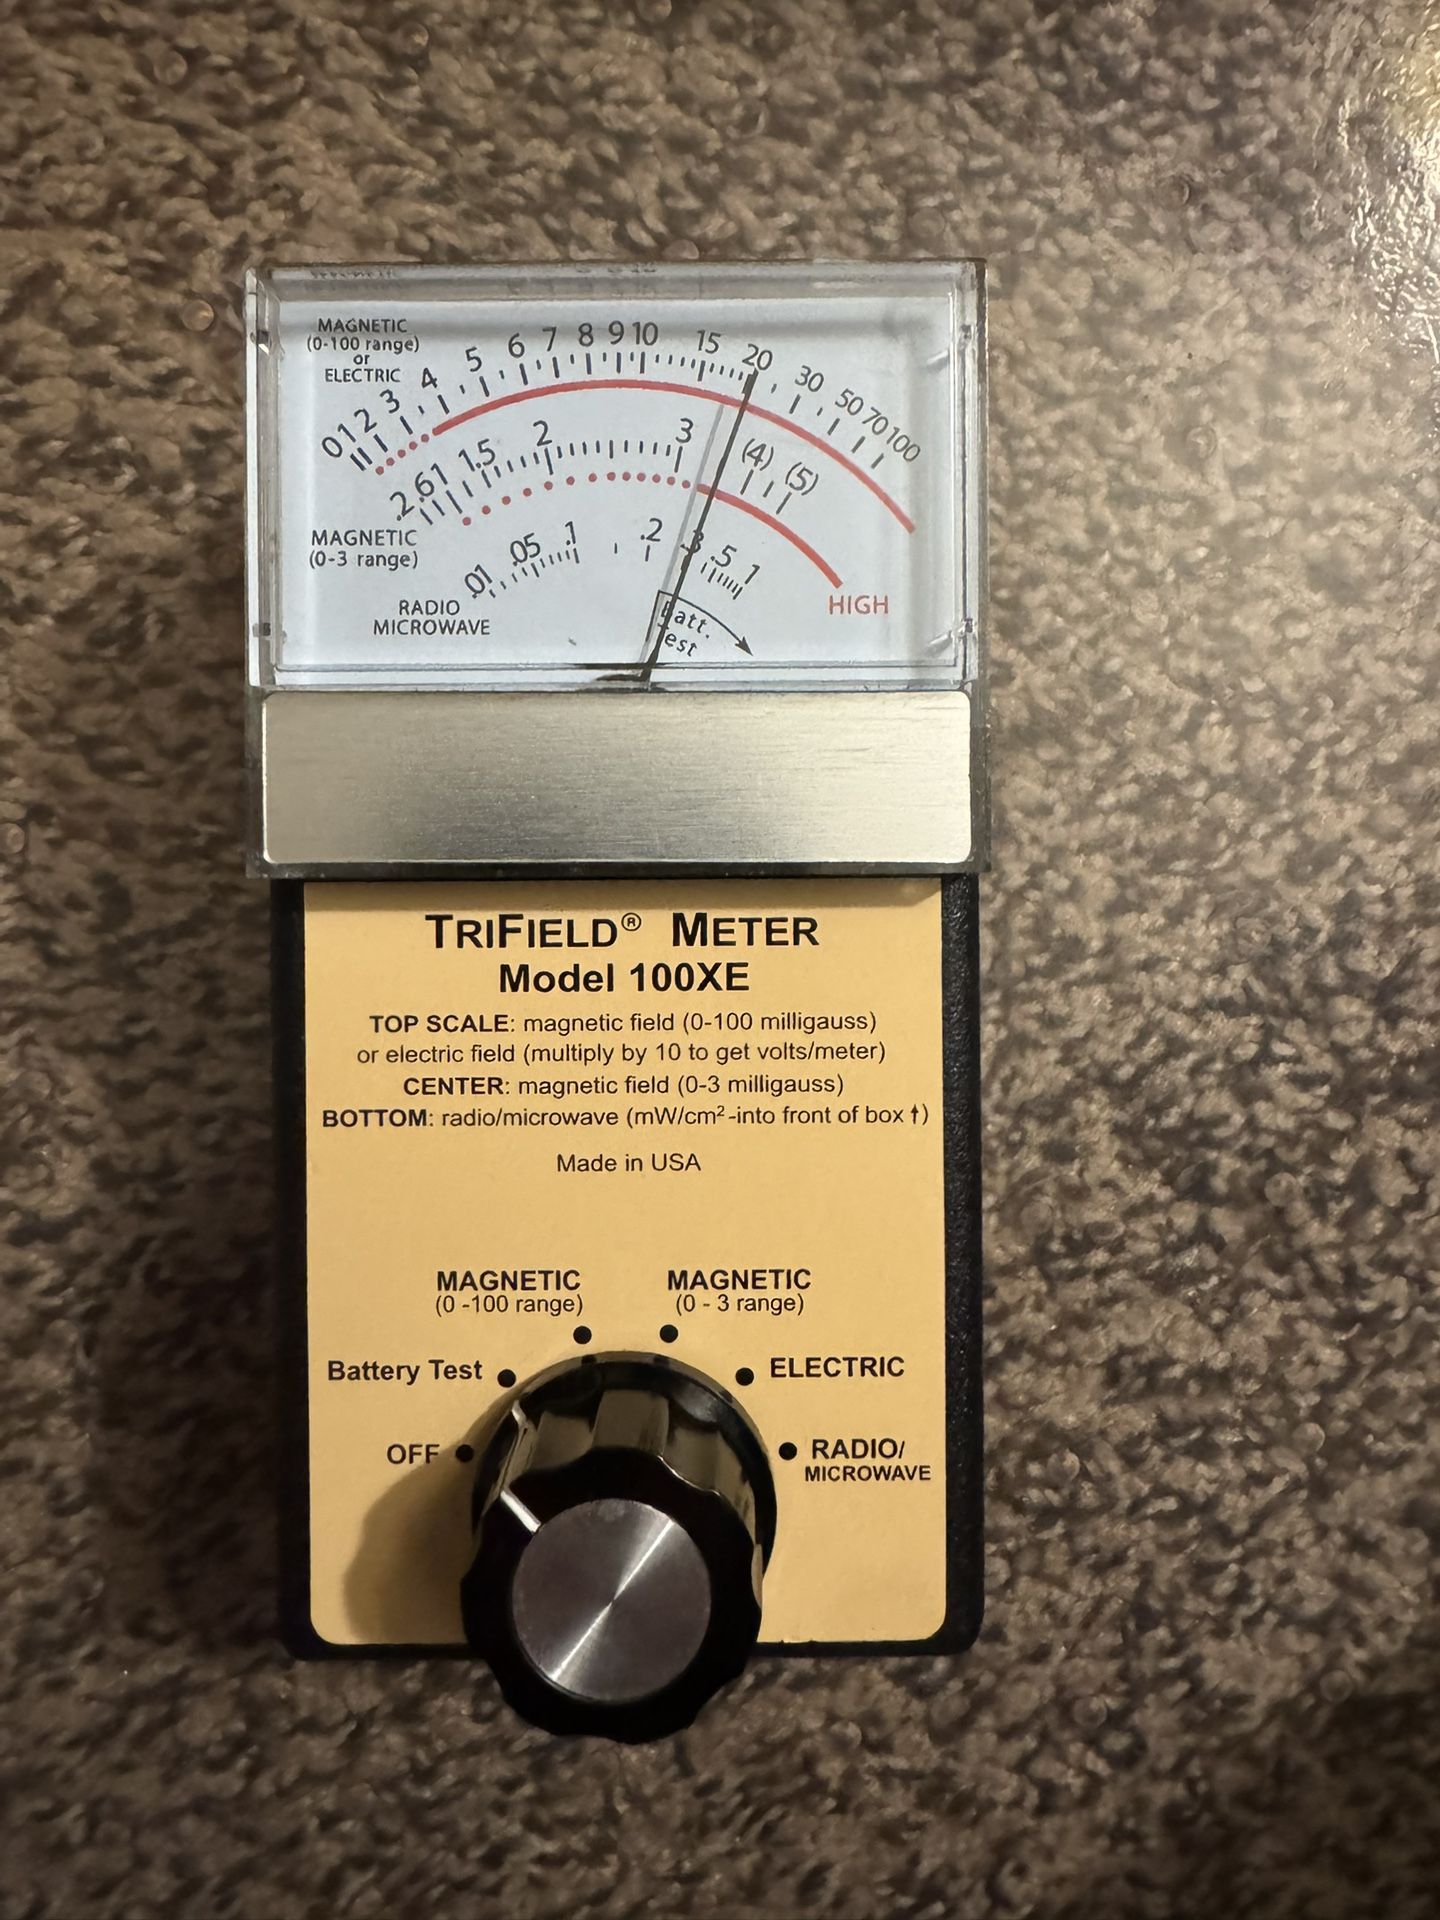 MAGNETIC
(0-100 range)
or
ELECTRIC
0 1 2 3 4 5 6 7 8 9 10 15 20 30 50 70 100
.2 .6 1 1.5 2 3 (4) (5)
MAGNETIC
(0-3 range)
.01 .05 .1 .2 .3 .5 1
RADIO
MICROWAVE
HIGH
Batt.
Test
TRIFIELD® METER
Model 100XE
TOP SCALE: magnetic field (0-100 milligauss)
or electric field (multiply by 10 to get volts/meter)
CENTER: magnetic field (0-3 milligauss)
BOTTOM: radio/microwave (mW/cm²-into front of box↑)
Made in USA
MAGNETIC
(0 -100 range)
MAGNETIC
(0 - 3 range)
Battery Test
ELECTRIC
OFF
RADIO/
MICROWAVE